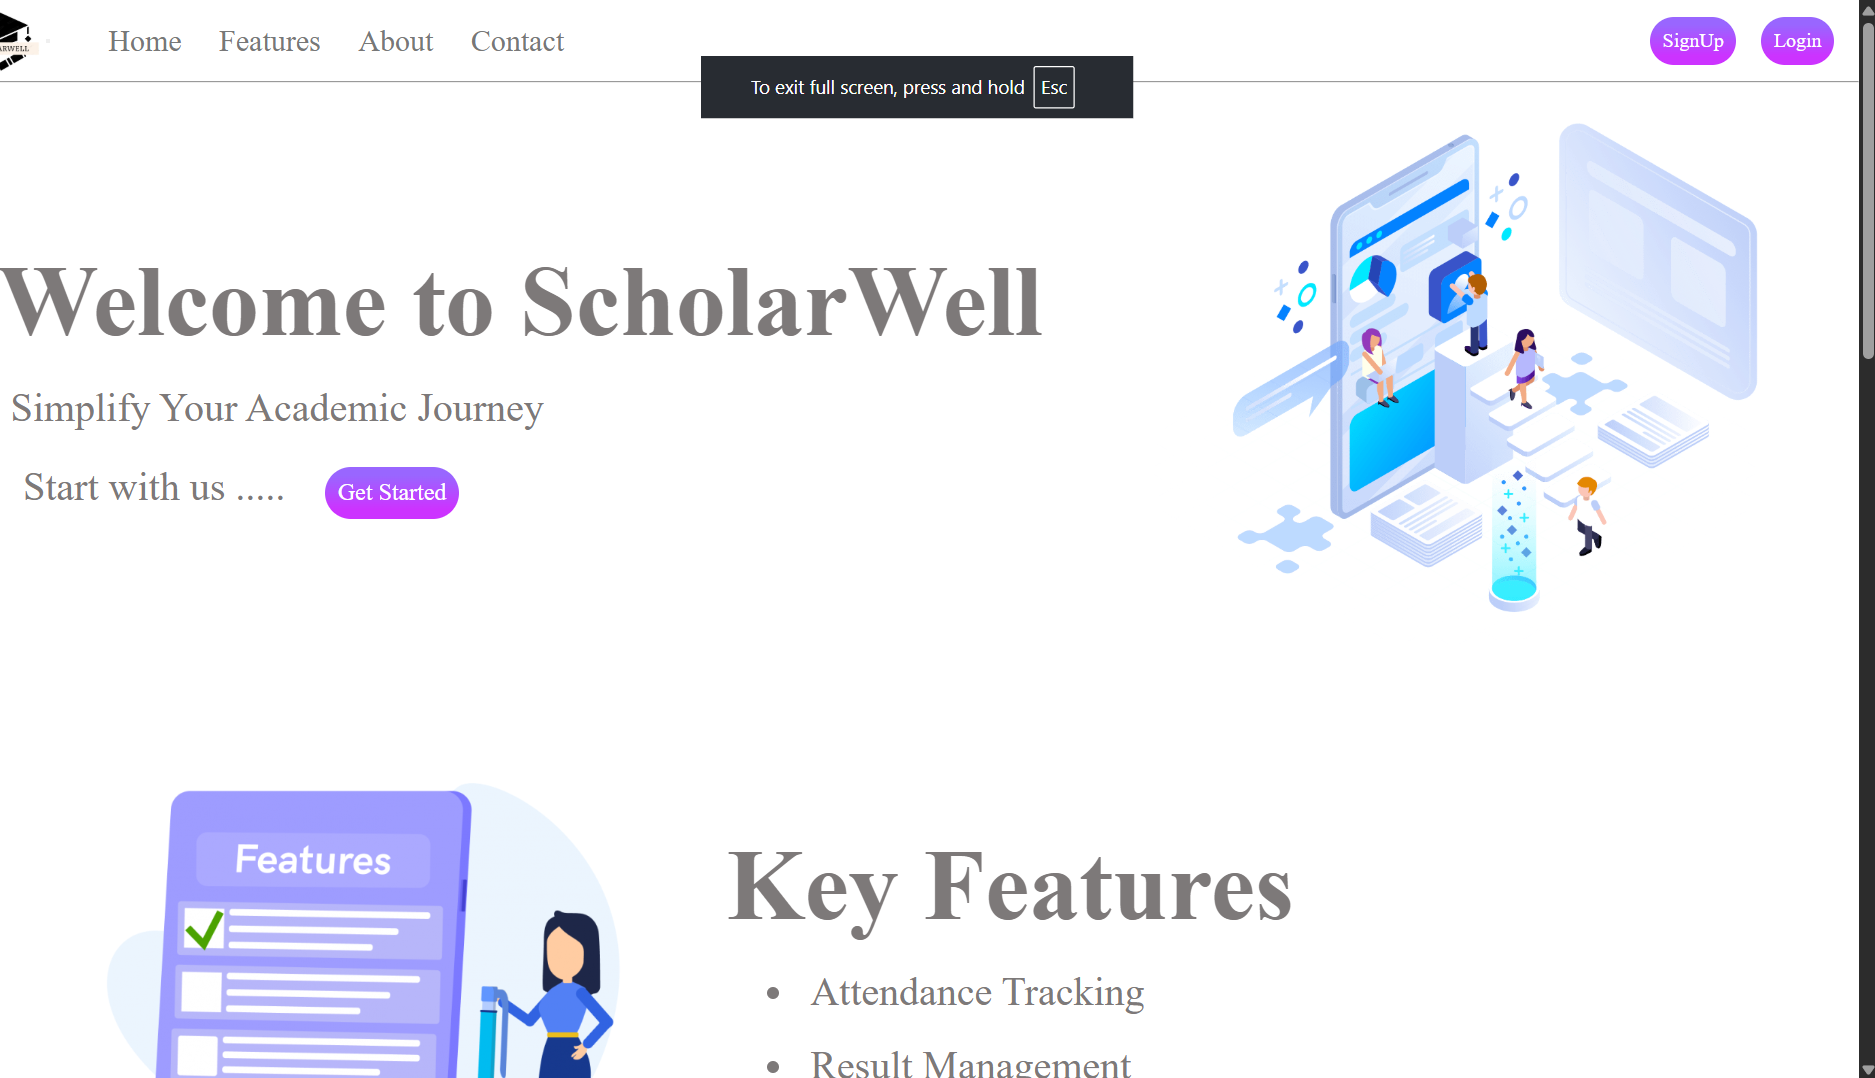 ARWELL
Home Features About Contact
SignUp Login
To exit full screen, press and hold Esc
Welcome to ScholarWell
Simplify Your Academic Journey
Start with us ..... Get Started
Features
Key Features
• Attendance Tracking
• Result Management